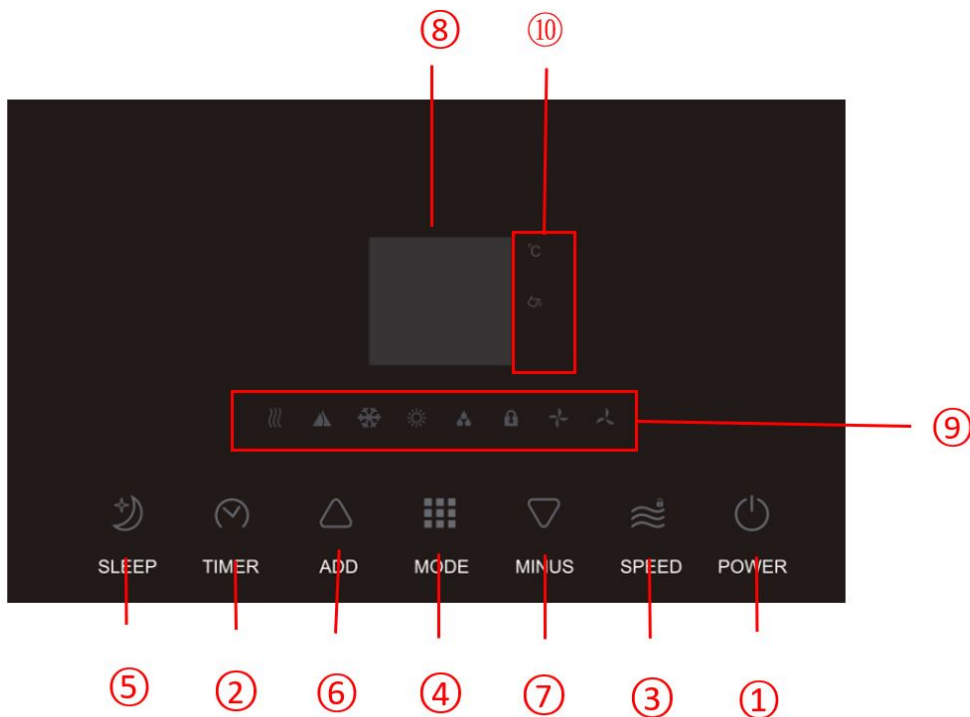 ⑧ ⑩
℃
⑨
SLEEP TIMER ADD MODE MINUS SPEED POWER
⑤ ② ⑥ ④ ⑦ ③ ①